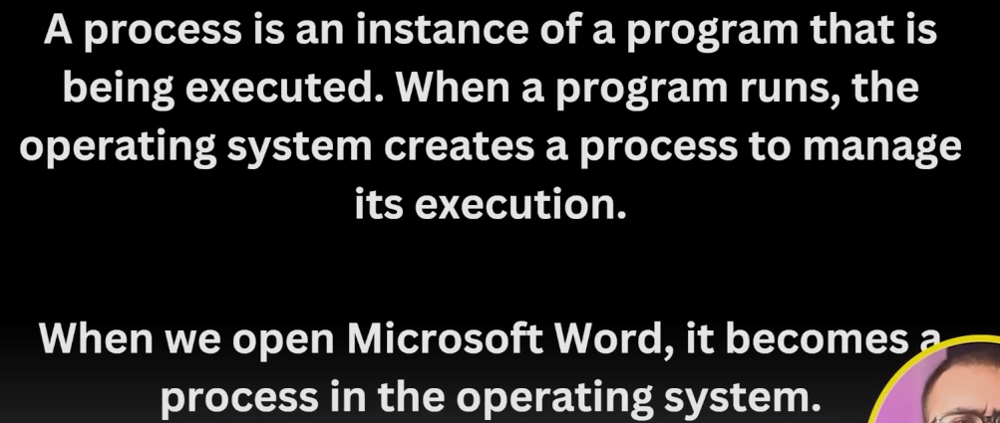 A process is an instance of a program that is
being executed. When a program runs, the
operating system creates a process to manage
its execution.
When we open Microsoft Word, it becomes a
process in the operating system.